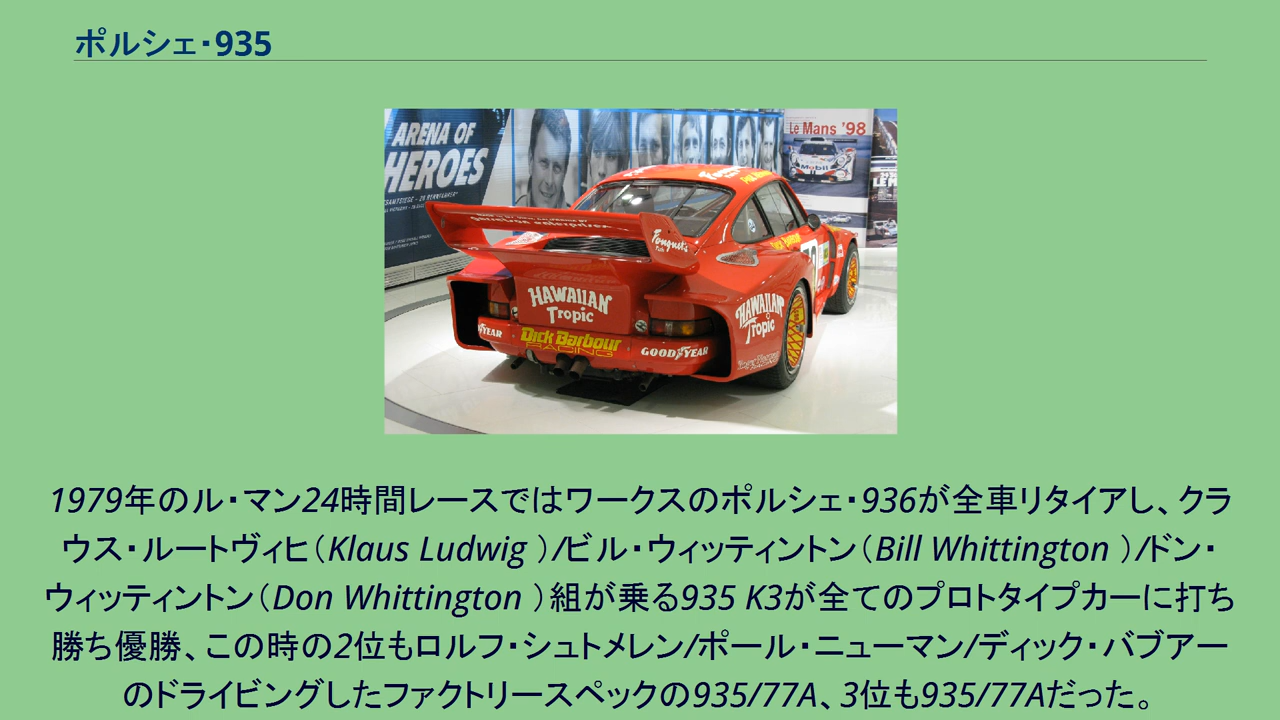 ポルシェ・935
ARENA OF
HEROES
Le Mans '98
Mobil
Fouquet's
HAWAIIAN
Tropic
HAWAIIAN
Tropic
Dick Barbour
RACING
GOODYEAR
1979年のル・マン24時間レースではワークスのポルシェ・936が全車リタイアし、クラ
ウス・ルートヴィヒ（Klaus Ludwig ）/ビル・ウィッティントン（Bill Whittington ）/ドン・
ウィッティントン（Don Whittington ）組が乗る935 K3が全てのプロトタイプカーに打ち
勝ち優勝、この時の2位もロルフ・シュトメレン/ポール・ニューマン/ディック・バブアー
のドライビングしたファクトリースペックの935/77A、3位も935/77Aだった。